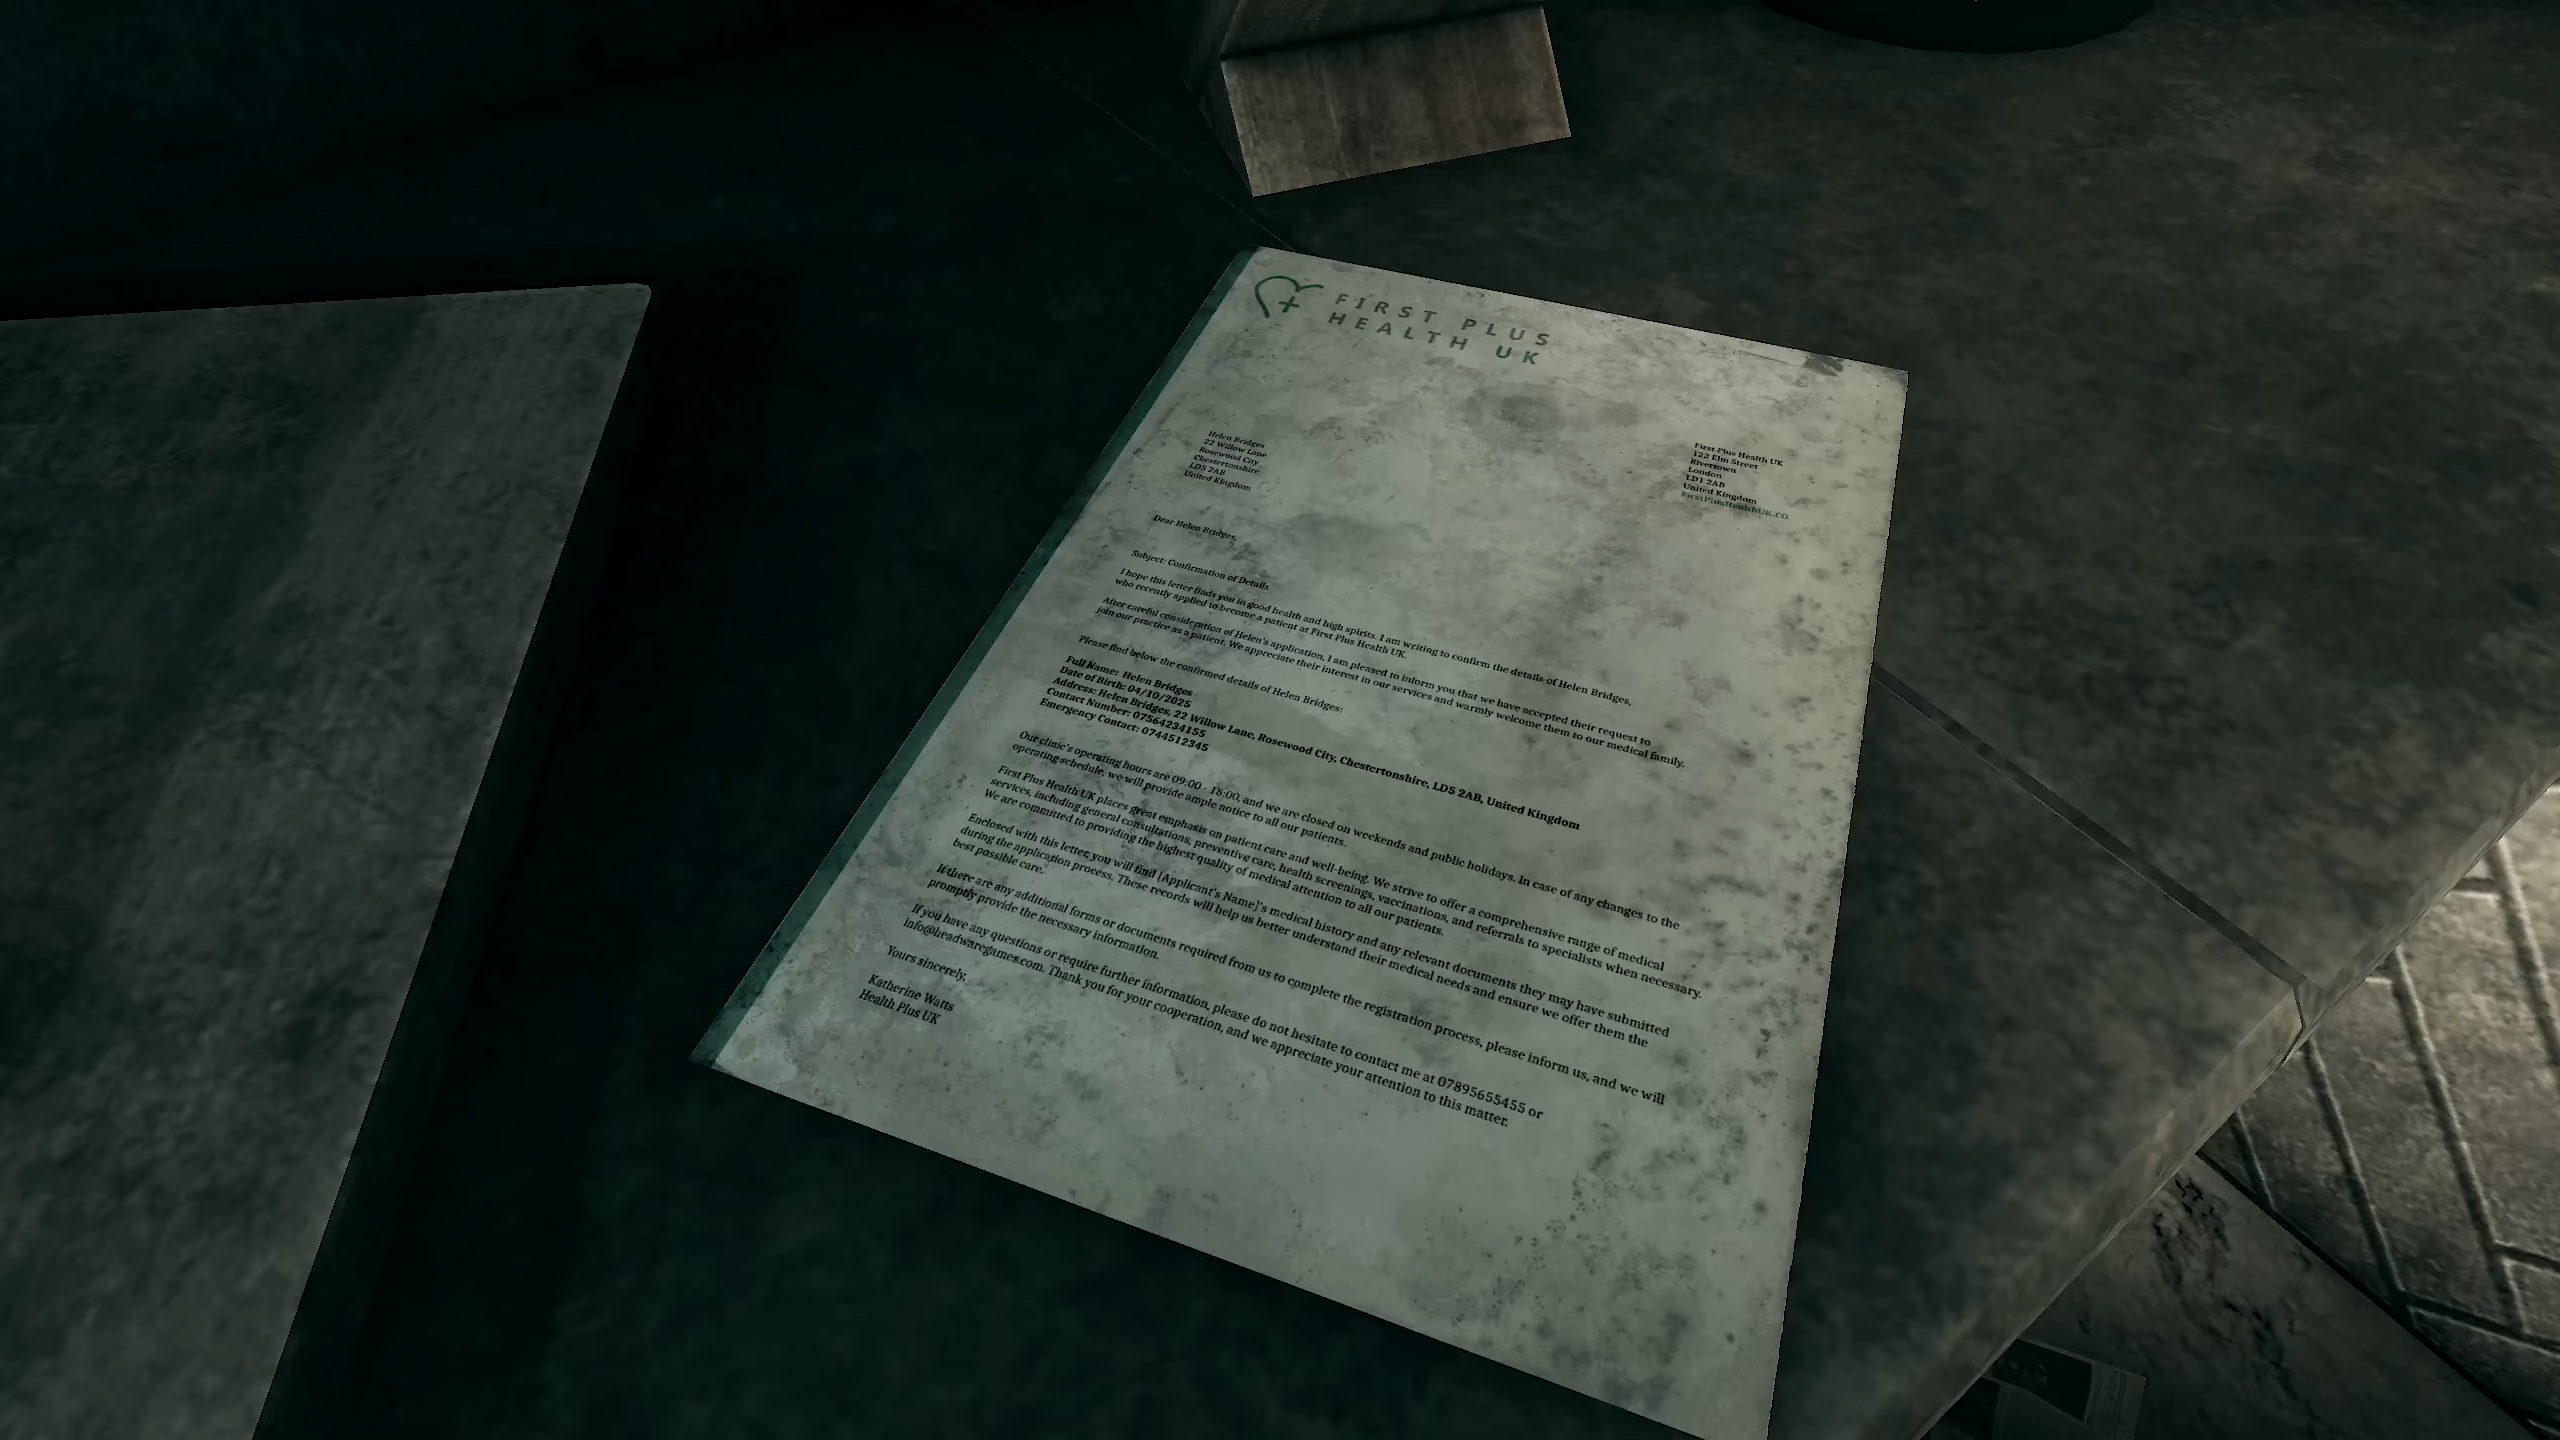 FIRST PLUS
HEALTH UK
Helen Bridges
22 Willow Lane
Rosewood City
Chestertonshire
LD5 2AB
United Kingdom
First Plus Health UK
123 Elm Street
Rivertown
London
LD1 2AB
United Kingdom
FirstPlusHealthUK.CO
Dear Helen Bridges,
Subject: Confirmation of Details
I hope this letter finds you in good health and high spirits. I am writing to confirm the details of Helen Bridges,
who recently applied to become a patient at First Plus Health UK.
After careful consideration of Helen's application, I am pleased to inform you that we have accepted their request to
join our practice as a patient. We appreciate their interest in our services and warmly welcome them to our medical family.
Please find below the confirmed details of Helen Bridges:
Full Name: Helen Bridges
Date of Birth: 04/10/2025
Address: Helen Bridges, 22 Willow Lane, Rosewood City, Chestertonshire, LD5 2AB, United Kingdom
Contact Number: 07564234155
Emergency Contact: 0744512345
Our clinic's operating hours are 09:00 - 18:00, and we are closed on weekends and public holidays. In case of any changes to the
operating schedule, we will provide ample notice to all our patients.
First Plus Health UK places great emphasis on patient care and well-being. We strive to offer a comprehensive range of medical
services, including general consultations, preventive care, health screenings, vaccinations, and referrals to specialists when necessary.
We are committed to providing the highest quality of medical attention to all our patients.
Enclosed with this letter, you will find [Applicant's Name]'s medical history and any relevant documents they may have submitted
during the application process. These records will help us better understand their medical needs and ensure we offer them the
best possible care.
If there are any additional forms or documents required from us to complete the registration process, please inform us, and we will
promptly provide the necessary information.
If you have any questions or require further information, please do not hesitate to contact me at 07895655455 or
info@headwaregames.com. Thank you for your cooperation, and we appreciate your attention to this matter.
Yours sincerely,
Katherine Watts
Health Plus UK